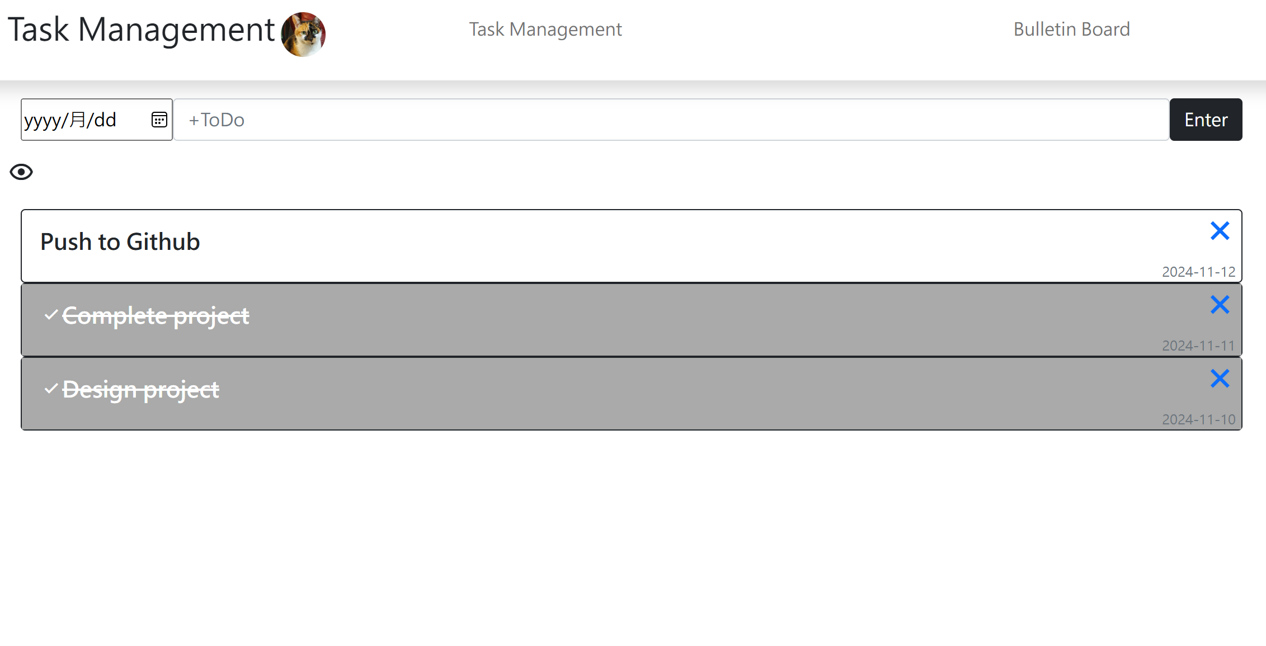 Task Management
Task Management
Bulletin Board
yyyy/月/dd
+ToDo
Enter
Push to Github
2024-11-12
Complete project
2024-11-11
Design project
2024-11-10